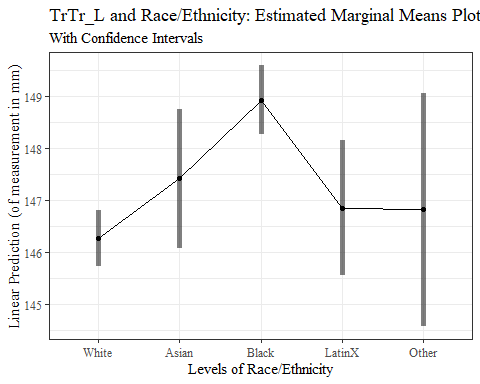 TrTr_L and Race/Ethnicity: Estimated Marginal Means Plot
With Confidence Intervals
Linear Prediction (of measurement in mm)
149
148
147
146
145
White Asian Black LatinX Other
Levels of Race/Ethnicity